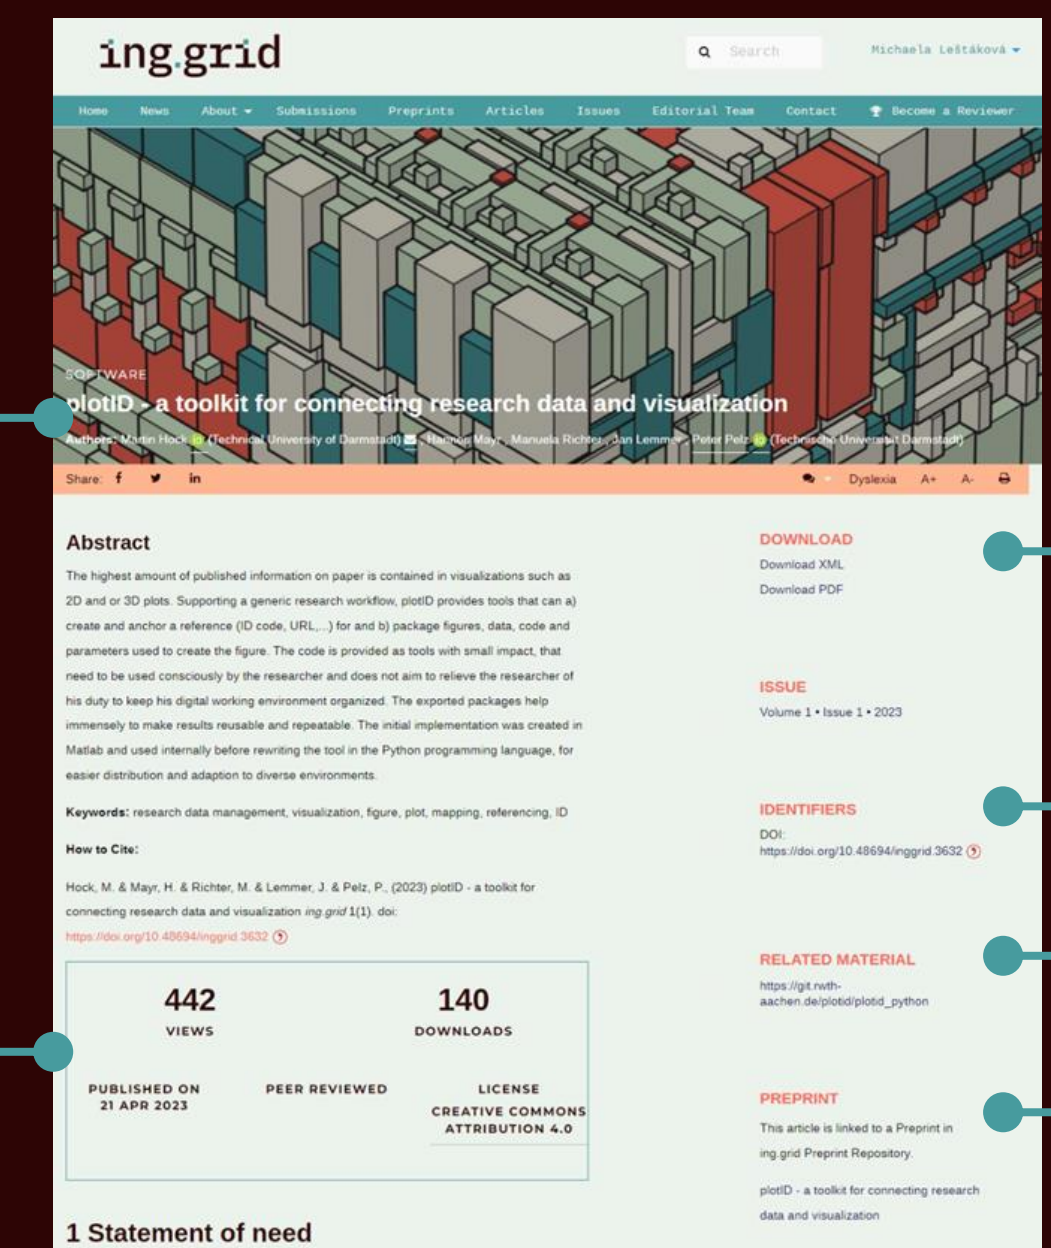 ing.grid
Search
Michaela Leštáková
Home News About Submissions Preprints Articles Issues Editorial Team Contact Become a Reviewer
SOFTWARE
plotID - a toolkit for connecting research data and visualization
Authors: Martin Hock iD (Technical University of Darmstadt) , Hannes Mayr , Manuela Richter , Jan Lemmer , Peter Pelz iD (Technische Universität Darmstadt)
Share: f in
Dyslexia A+ A-
Abstract
The highest amount of published information on paper is contained in visualizations such as
2D and or 3D plots. Supporting a generic research workflow, plotID provides tools that can a)
create and anchor a reference (ID code, URL,...) for and b) package figures, data, code and
parameters used to create the figure. The code is provided as tools with small impact, that
need to be used consciously by the researcher and does not aim to relieve the researcher of
his duty to keep his digital working environment organized. The exported packages help
immensely to make results reusable and repeatable. The initial implementation was created in
Matlab and used internally before rewriting the tool in the Python programming language, for
easier distribution and adaption to diverse environments.
Keywords: research data management, visualization, figure, plot, mapping, referencing, ID
How to Cite:
Hock, M. & Mayr, H. & Richter, M. & Lemmer, J. & Pelz, P., (2023) plotID - a toolkit for
connecting research data and visualization ing.grid 1(1). doi:
https://doi.org/10.48694/inggrid.3632
442
VIEWS
140
DOWNLOADS
PUBLISHED ON
21 APR 2023
PEER REVIEWED
LICENSE
CREATIVE COMMONS
ATTRIBUTION 4.0
1 Statement of need
DOWNLOAD
Download XML
Download PDF
ISSUE
Volume 1 • Issue 1 • 2023
IDENTIFIERS
DOI:
https://doi.org/10.48694/inggrid.3632
RELATED MATERIAL
https://git.rwth-
aachen.de/plotid/plotid_python
PREPRINT
This article is linked to a Preprint in
ing.grid Preprint Repository.
plotID - a toolkit for connecting research
data and visualization